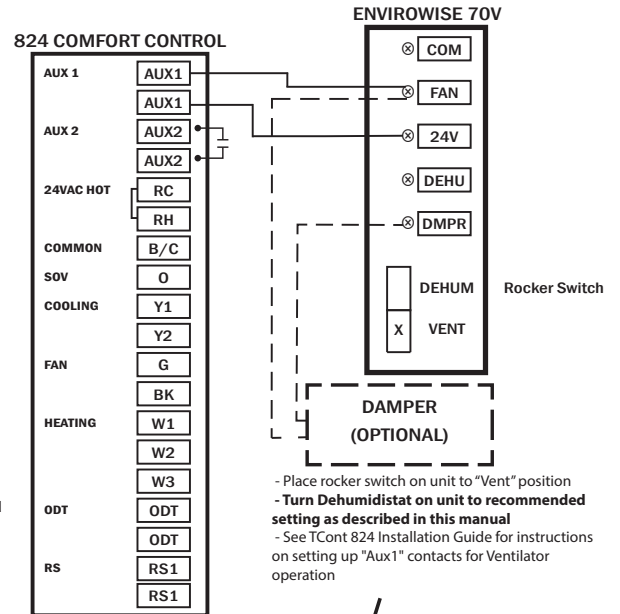 ENVIROWISE 70V
824 COMFORT CONTROL
AUX 1
AUX1
AUX1
AUX 2
AUX2
AUX2
24VAC HOT
RC
RH
COMMON
B/C
SOV
O
COOLING
Y1
Y2
FAN
G
BK
HEATING
W1
W2
W3
ODT
ODT
ODT
RS
RS1
RS1
COM
FAN
24V
DEHU
DMPR
DEHUM
Rocker Switch
X
VENT
DAMPER
(OPTIONAL)
- Place rocker switch on unit to "Vent" position
- Turn Dehumidistat on unit to recommended
setting as described in this manual
- See TCont 824 Installation Guide for instructions
on setting up "Aux1" contacts for Ventilator
operation